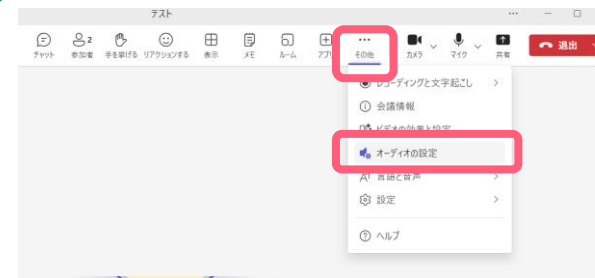 テスト
2
チャット 参加者 手を挙げる リアクションする 表示 メモ ルーム アプリ その他 カメラ マイク 共有 退出
レコーディングと文字起こし
会議情報
ビデオの効果と設定
オーディオの設定
言語と音声
設定
ヘルプ